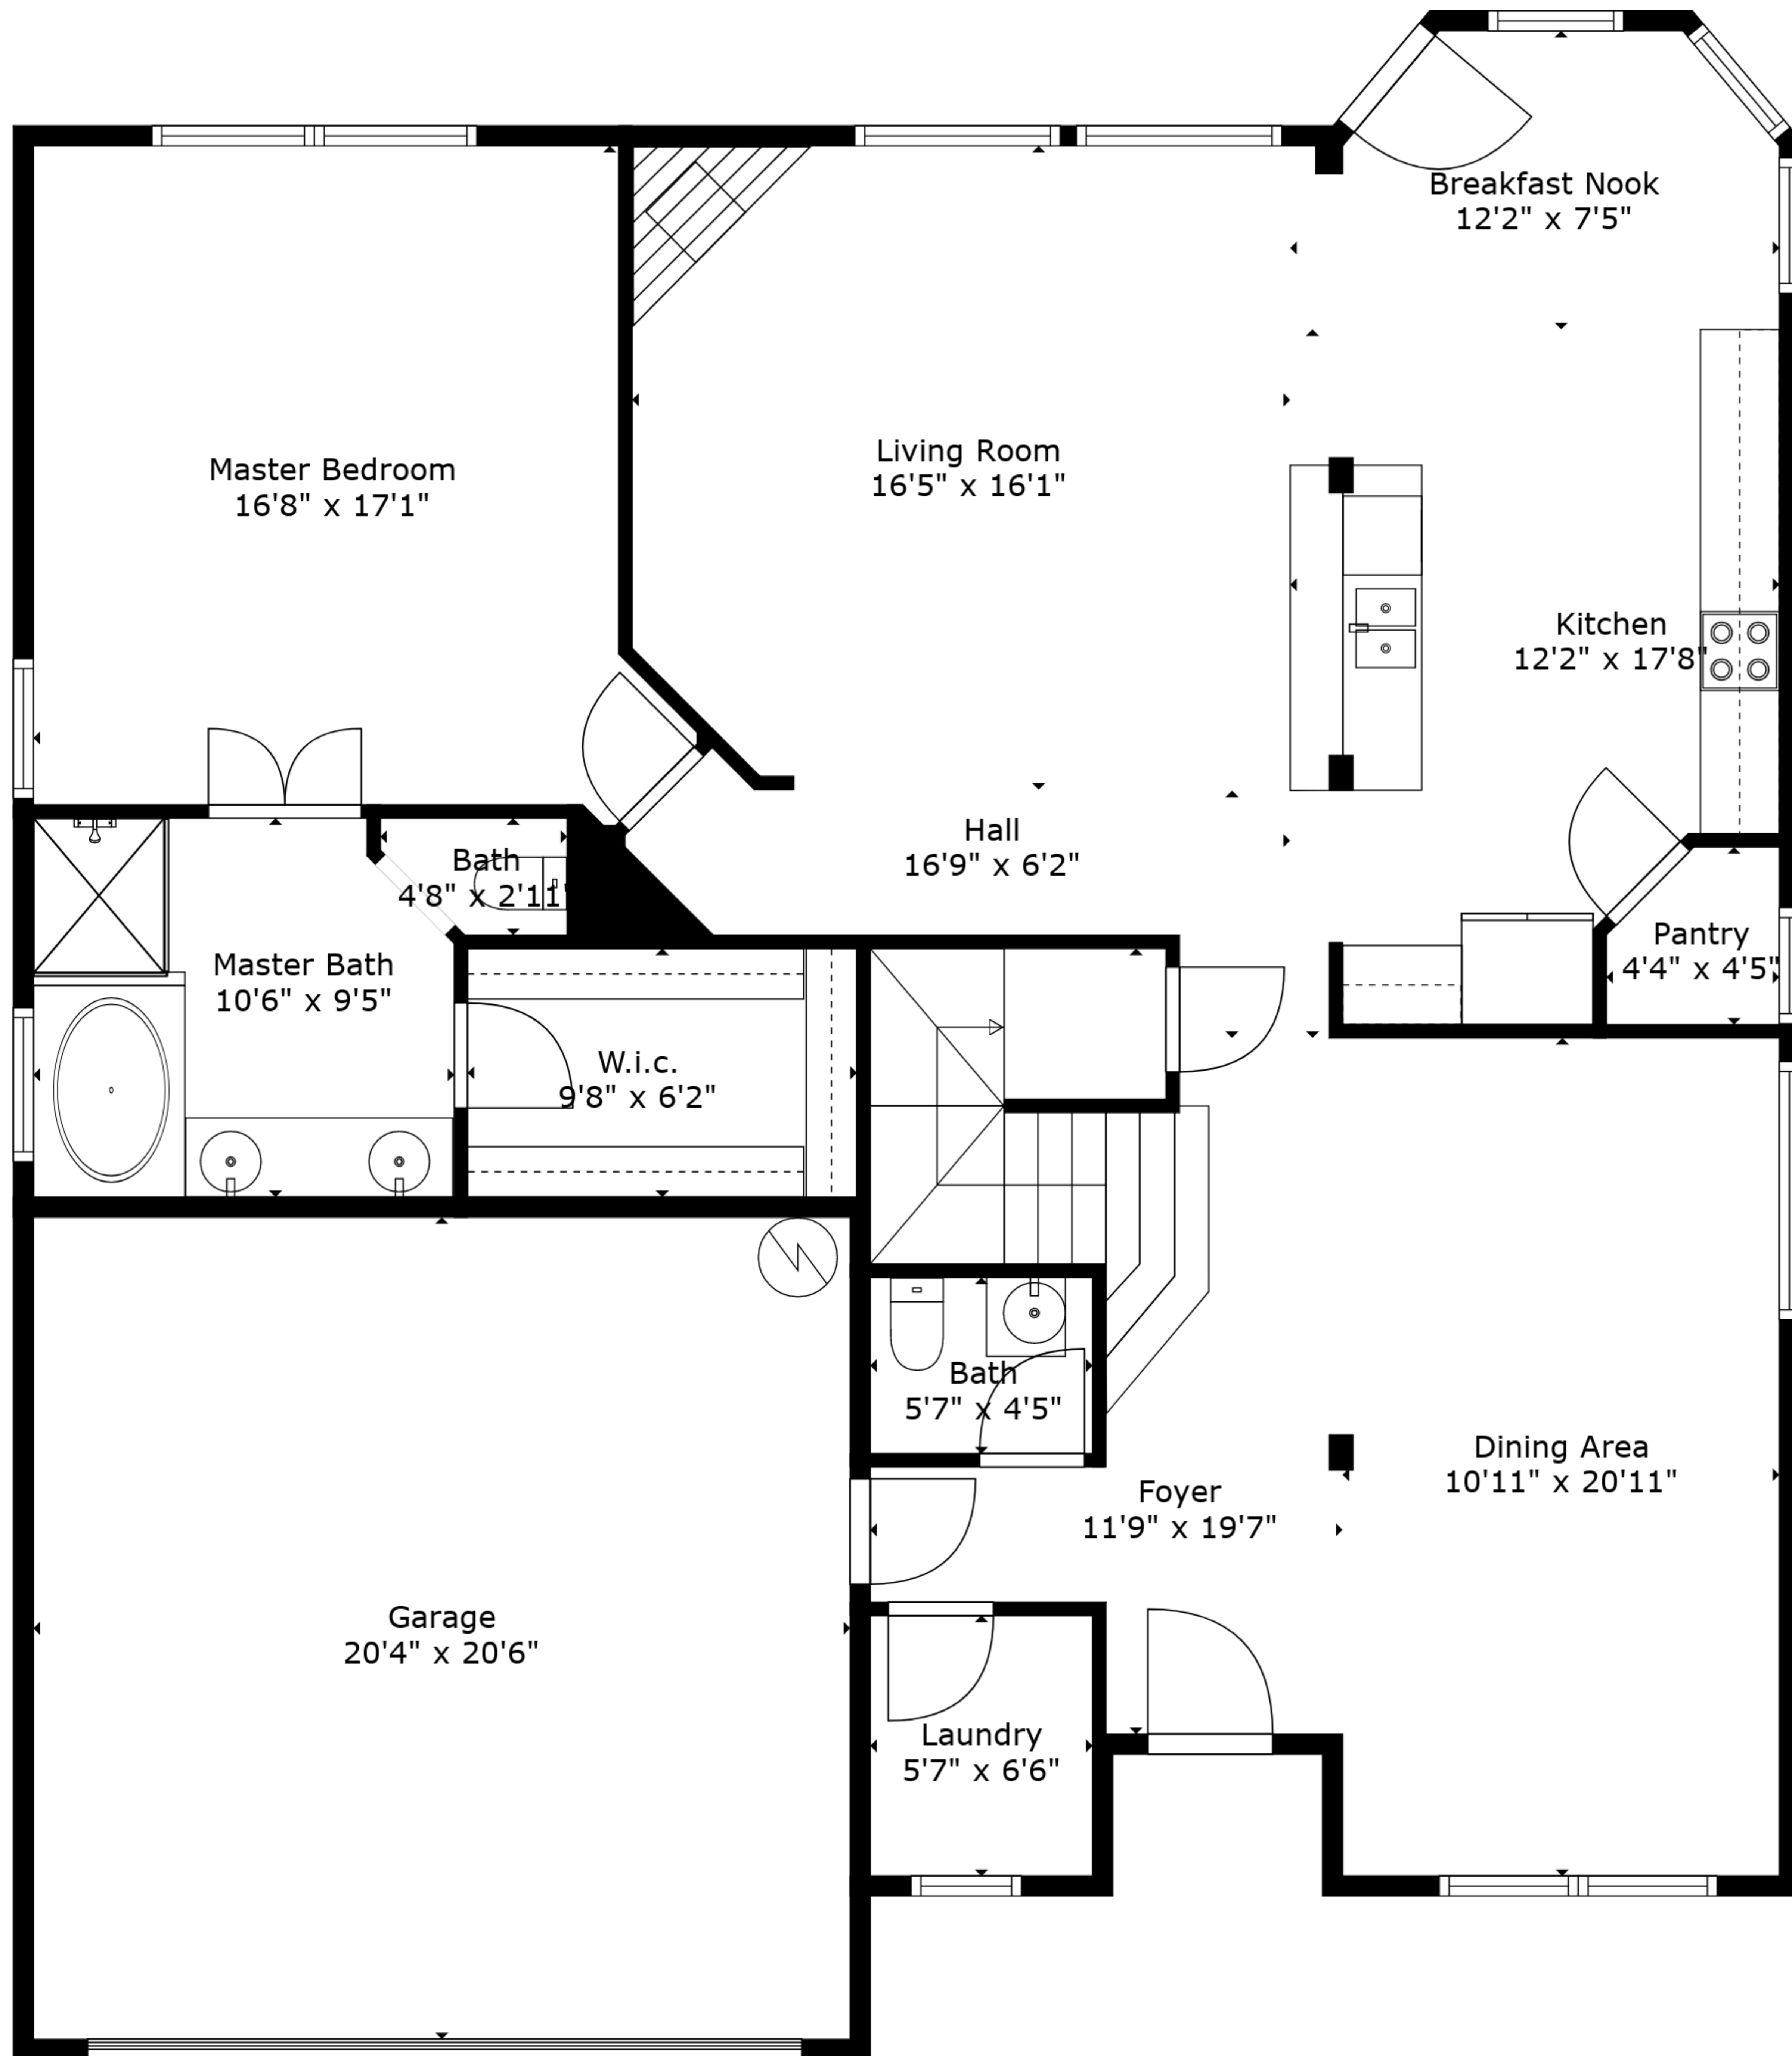 Breakfast Nook
12'2" x 7'5"
Master Bedroom
16'8" x 17'1"
Living Room
16'5" x 16'1"
Kitchen
12'2" x 17'8"
Hall
16'9" x 6'2"
Bath
4'8" x 2'11"
Pantry
4'4" x 4'5"
Master Bath
10'6" x 9'5"
W.i.c.
9'8" x 6'2"
Bath
5'7" x 4'5"
Dining Area
10'11" x 20'11"
Foyer
11'9" x 19'7"
Garage
20'4" x 20'6"
Laundry
5'7" x 6'6"